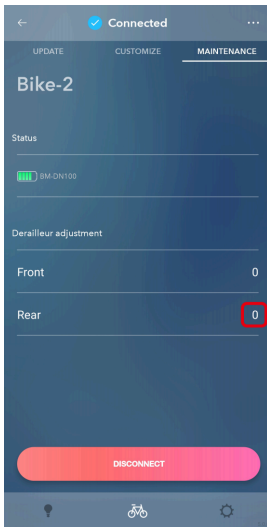 Connected
UPDATE CUSTOMIZE MAINTENANCE
Bike-2
Status
BM-DN100
Derailleur adjustment
Front 0
Rear 0
DISCONNECT